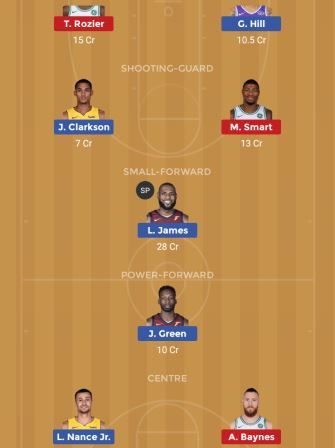 T. Rozier
G. Hill
15 Cr
10.5 Cr
SHOOTING-GUARD
J. Clarkson
M. Smart
7 Cr
13 Cr
SMALL-FORWARD
SP
L. James
28 Cr
POWER-FORWARD
J. Green
10 Cr
CENTRE
L. Nance Jr.
A. Baynes